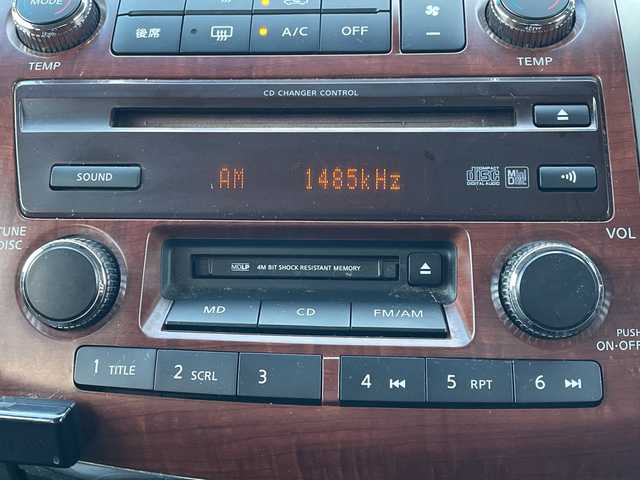 MODE
後席
A/C
OFF
TEMP
TEMP
CD CHANGER CONTROL
SOUND
AM 1485kHz
COMPACT disc DIGITAL AUDIO
Mini Disc
TUNE
DISC
VOL
MDLP 4M BIT SHOCK RESISTANT MEMORY
MD
CD
FM/AM
PUSH
ON-OFF
1 TITLE
2 SCRL
3
4
5 RPT
6